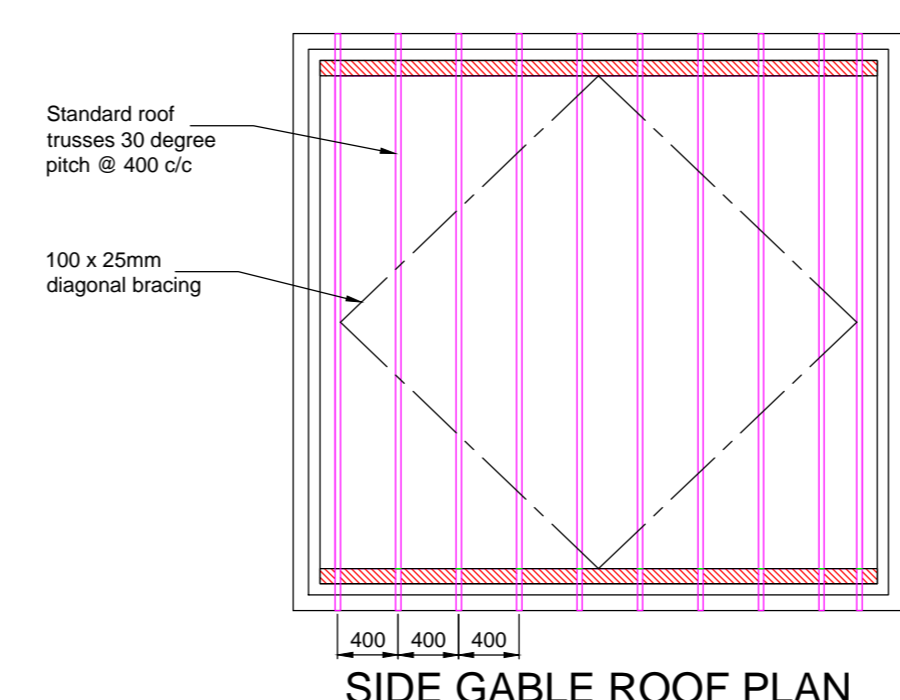 Standard roof
trusses 30 degree
pitch @ 400 c/c
100 x 25mm
diagonal bracing
400 400 400
SIDE GABLE ROOF PLAN